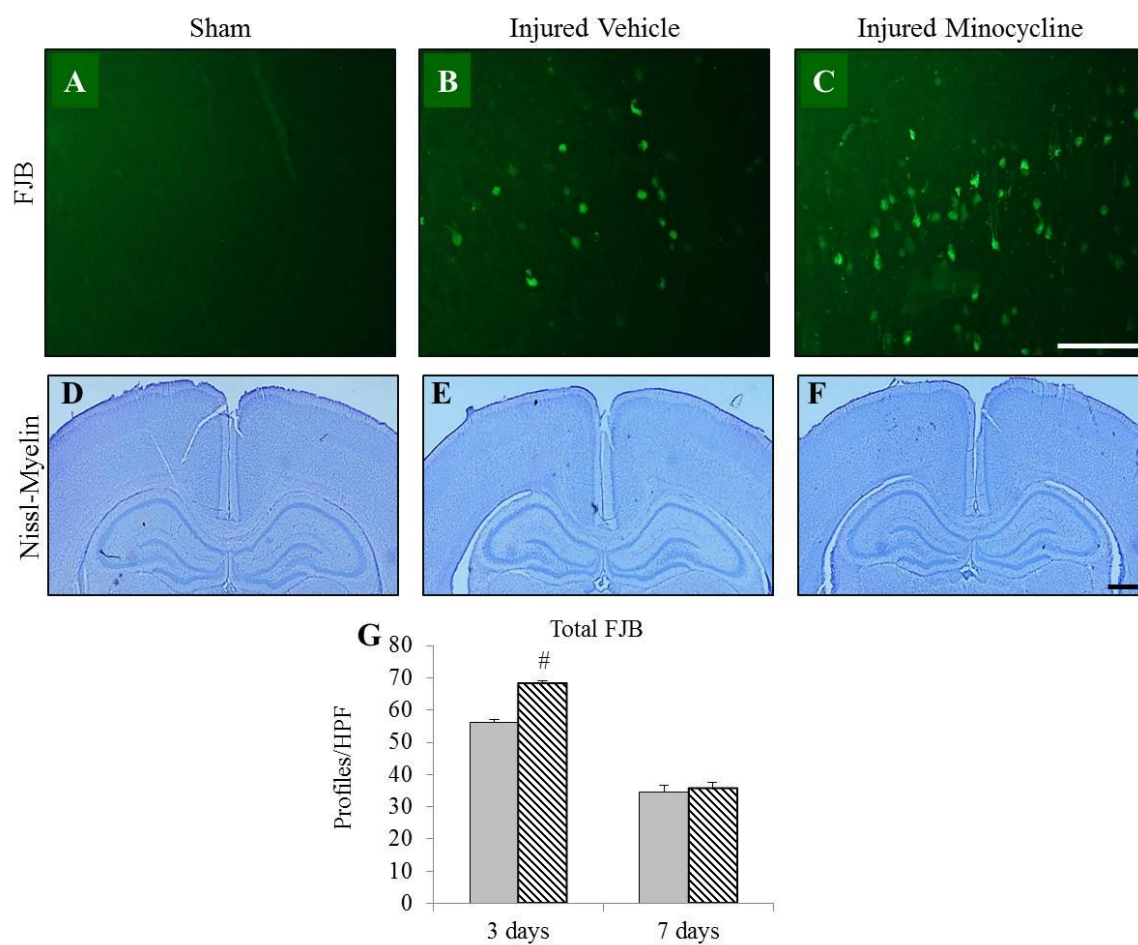 Sham
Injured Vehicle
Injured Minocycline
FJB
A
B
C
Nissl-Myelin
D
E
F
G
Total FJB
Profiles/HPF
80
70
60
50
40
30
20
10
0
#
3 days
7 days